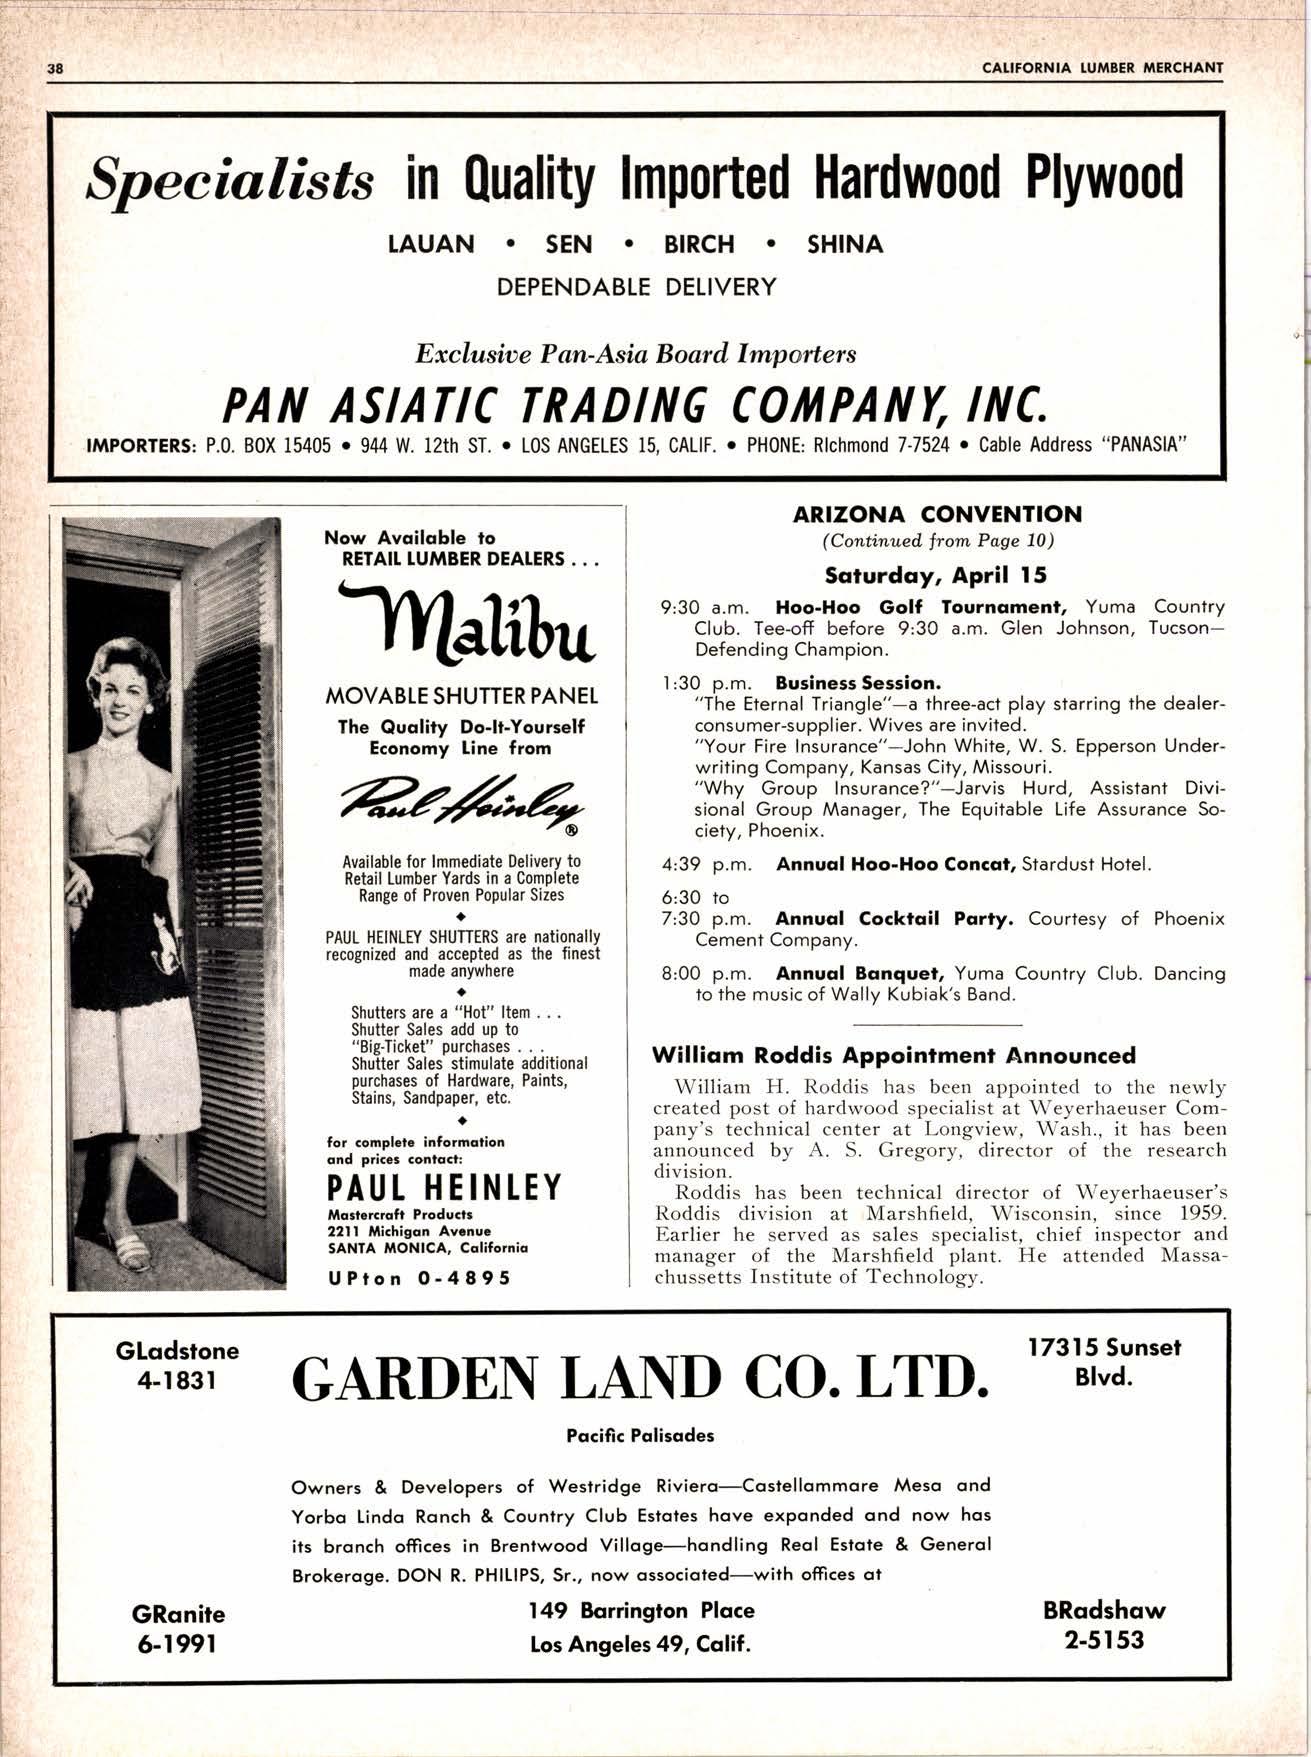 38
CALIFORNIA LUMBER MERCHANT
Specialists in Quality Imported Hardwood Plywood
LAUAN • SEN • BIRCH • SHINA
DEPENDABLE DELIVERY
Exclusive Pan-Asia Board Importers
PAN ASIATIC TRADING COMPANY, INC.
IMPORTERS: P.O. BOX 15405 • 944 W. 12th ST. • LOS ANGELES 15, CALIF. • PHONE: RIchmond 7-7524 • Cable Address "PANASIA"
Now Available to
RETAIL LUMBER DEALERS . . .
Malibu
MOVABLE SHUTTER PANEL
The Quality Do-It-Yourself
Economy Line from
Paul Heinley ®
Available for Immediate Delivery to
Retail Lumber Yards in a Complete
Range of Proven Popular Sizes
PAUL HEINLEY SHUTTERS are nationally
recognized and accepted as the finest
made anywhere
Shutters are a "Hot" Item . . .
Shutter Sales add up to
"Big-Ticket" purchases . . .
Shutter Sales stimulate additional
purchases of Hardware, Paints,
Stains, Sandpaper, etc.
for complete information
and prices contact:
PAUL HEINLEY
Mastercraft Products
2211 Michigan Avenue
SANTA MONICA, California
UPton 0-4895
ARIZONA CONVENTION
(Continued from Page 10)
Saturday, April 15
9:30 a.m. Hoo-Hoo Golf Tournament, Yuma Country
Club. Tee-off before 9:30 a.m. Glen Johnson, Tucson—
Defending Champion.
1:30 p.m. Business Session.
"The Eternal Triangle"—a three-act play starring the dealer-
consumer-supplier. Wives are invited.
"Your Fire Insurance"—John White, W. S. Epperson Under-
writing Company, Kansas City, Missouri.
"Why Group Insurance?"—Jarvis Hurd, Assistant Divi-
sional Group Manager, The Equitable Life Assurance So-
ciety, Phoenix.
4:39 p.m. Annual Hoo-Hoo Concat, Stardust Hotel.
6:30 to
7:30 p.m. Annual Cocktail Party. Courtesy of Phoenix
Cement Company.
8:00 p.m. Annual Banquet, Yuma Country Club. Dancing
to the music of Wally Kubiak's Band.
William Roddis Appointment Announced
William H. Roddis has been appointed to the newly
created post of hardwood specialist at Weyerhaeuser Com-
pany's technical center at Longview, Wash., it has been
announced by A. S. Gregory, director of the research
division.
Roddis has been technical director of Weyerhaeuser's
Roddis division at Marshfield, Wisconsin, since 1959.
Earlier he served as sales specialist, chief inspector and
manager of the Marshfield plant. He attended Massa-
chussetts Institute of Technology.
GLadstone
4-1831
GARDEN LAND CO. LTD.
17315 Sunset
Blvd.
Pacific Palisades
Owners & Developers of Westridge Riviera—Castellammare Mesa and
Yorba Linda Ranch & Country Club Estates have expanded and now has
its branch offices in Brentwood Village—handling Real Estate & General
Brokerage. DON R. PHILIPS, Sr., now associated—with offices at
GRanite
6-1991
149 Barrington Place
Los Angeles 49, Calif.
BRadshaw
2-5153